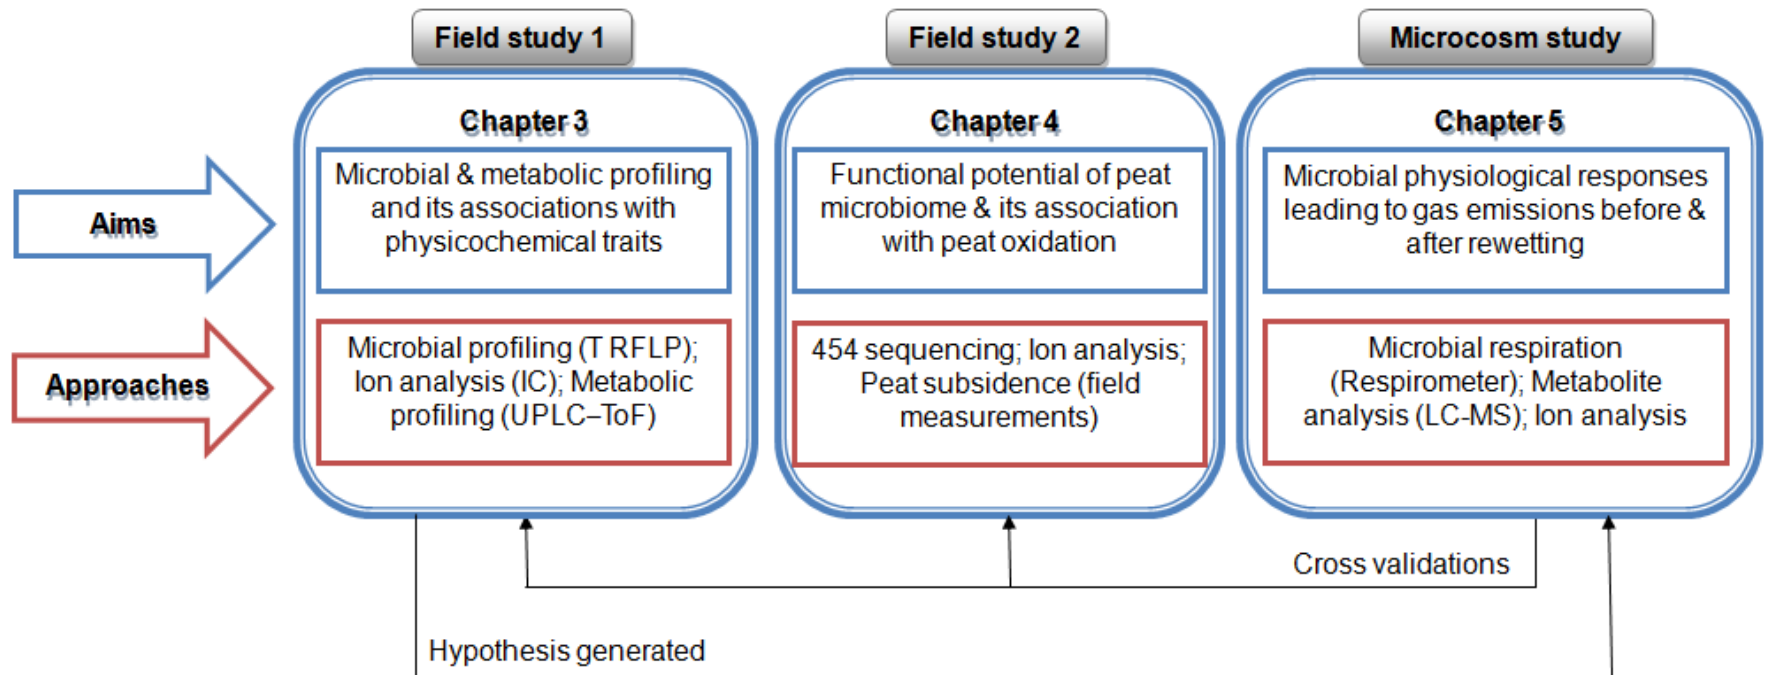 Field study 1
Field study 2
Microcosm study
Chapter 3
Chapter 4
Chapter 5
Aims
Microbial & metabolic profiling
and its associations with
physicochemical traits
Functional potential of peat
microbiome & its association
with peat oxidation
Microbial physiological responses
leading to gas emissions before &
after rewetting
Approaches
Microbial profiling (T RFLP);
Ion analysis (IC); Metabolic
profiling (UPLC–ToF)
454 sequencing; Ion analysis;
Peat subsidence (field
measurements)
Microbial respiration
(Respirometer); Metabolite
analysis (LC-MS); Ion analysis
Cross validations
Hypothesis generated